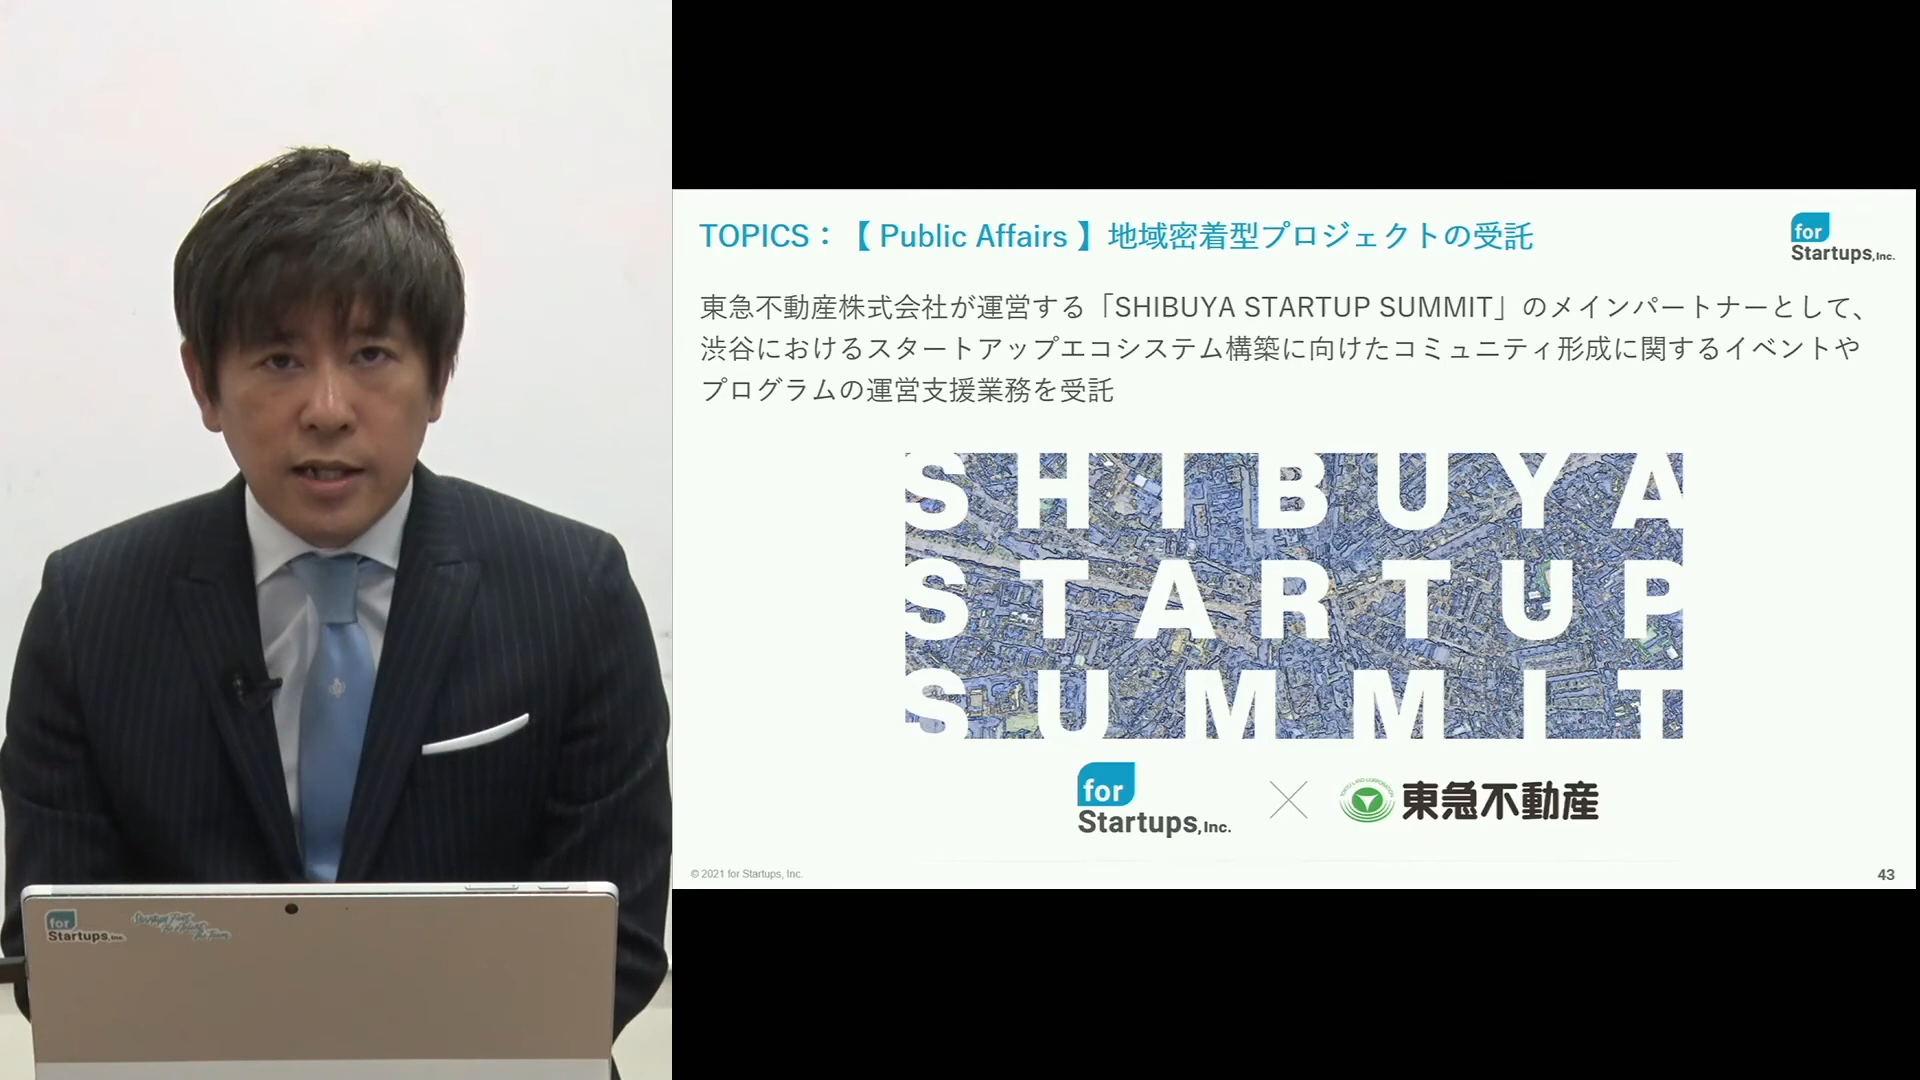 TOPICS：【 Public Affairs 】地域密着型プロジェクトの受託
for
Startups,Inc.
東急不動産株式会社が運営する「SHIBUYA STARTUP SUMMIT」のメインパートナーとして、
渋谷におけるスタートアップエコシステム構築に向けたコミュニティ形成に関するイベントや
プログラムの運営支援業務を受託
SHIBUYA
STARTUP
SUMMIT
for
Startups,Inc.
東急不動産
© 2021 for Startups, Inc.
43
for
Startups,Inc.